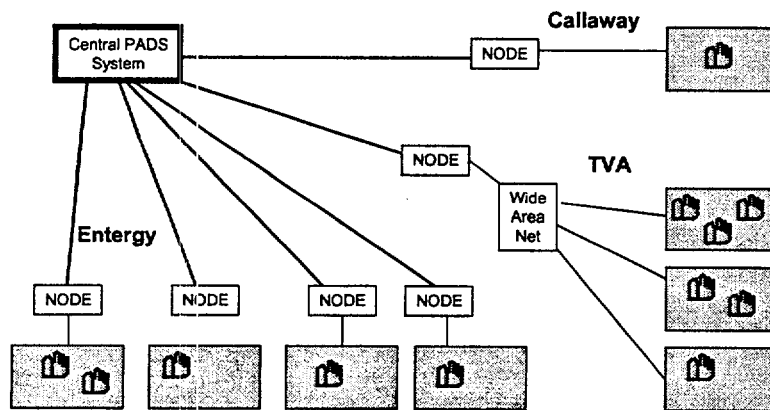 Callaway
Central PADS
System
NODE
NODE
TVA
Wide
Area
Net
Entergy
NODE
NODE
NODE
NODE